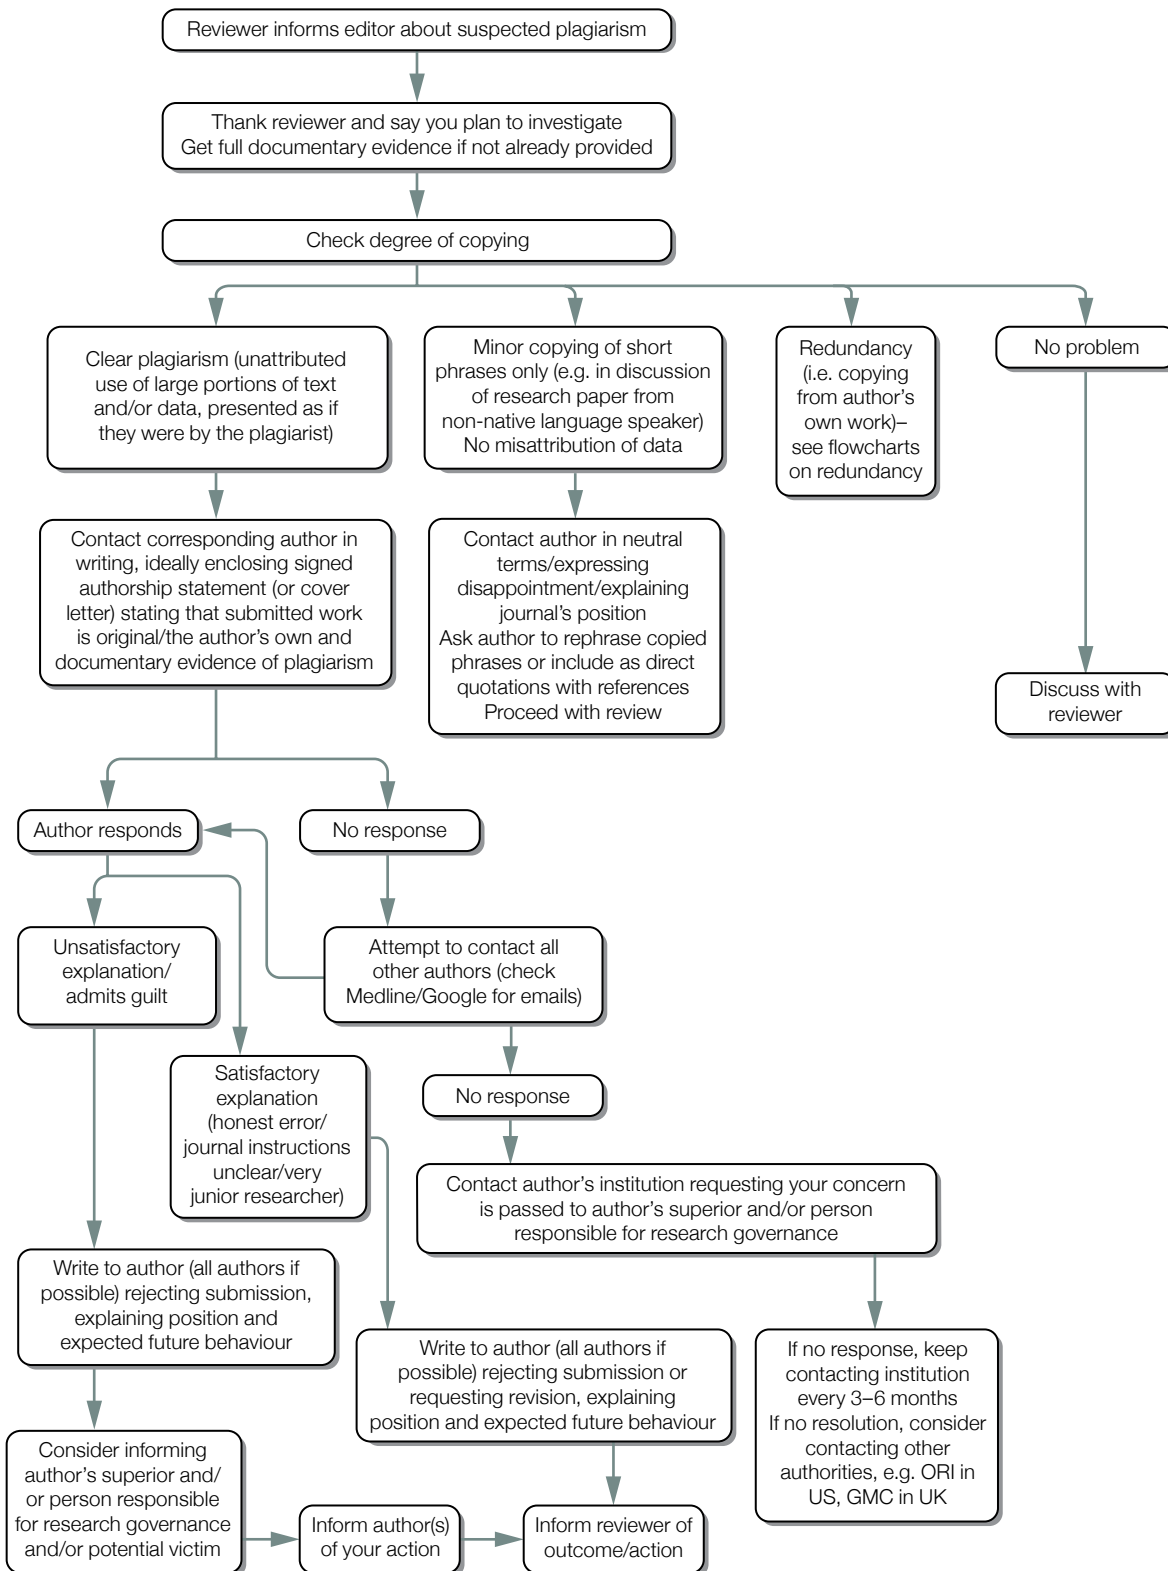 Reviewer informs editor about suspected plagiarism
Thank reviewer and say you plan to investigate
Get full documentary evidence if not already provided
Check degree of copying
Clear plagiarism (unattributed
use of large portions of text
and/or data, presented as if
they were by the plagiarist)
Minor copying of short
phrases only (e.g. in discussion
of research paper from
non-native language speaker)
No misattribution of data
Redundancy
(i.e. copying
from author's
own work)–
see flowcharts
on redundancy
No problem
Contact corresponding author in
writing, ideally enclosing signed
authorship statement (or cover
letter) stating that submitted work
is original/the author's own and
documentary evidence of plagiarism
Contact author in neutral
terms/expressing
disappointment/explaining
journal's position
Ask author to rephrase copied
phrases or include as direct
quotations with references
Proceed with review
Discuss with
reviewer
Author responds
No response
Unsatisfactory
explanation/
admits guilt
Attempt to contact all
other authors (check
Medline/Google for emails)
Satisfactory
explanation
(honest error/
journal instructions
unclear/very
junior researcher)
No response
Contact author's institution requesting your concern
is passed to author's superior and/or person
responsible for research governance
Write to author (all authors if
possible) rejecting submission,
explaining position and
expected future behaviour
Write to author (all authors if
possible) rejecting submission or
requesting revision, explaining
position and expected future behaviour
If no response, keep
contacting institution
every 3–6 months
If no resolution, consider
contacting other
authorities, e.g. ORI in
US, GMC in UK
Consider informing
author's superior and/
or person responsible
for research governance
and/or potential victim
Inform author(s)
of your action
Inform reviewer of
outcome/action